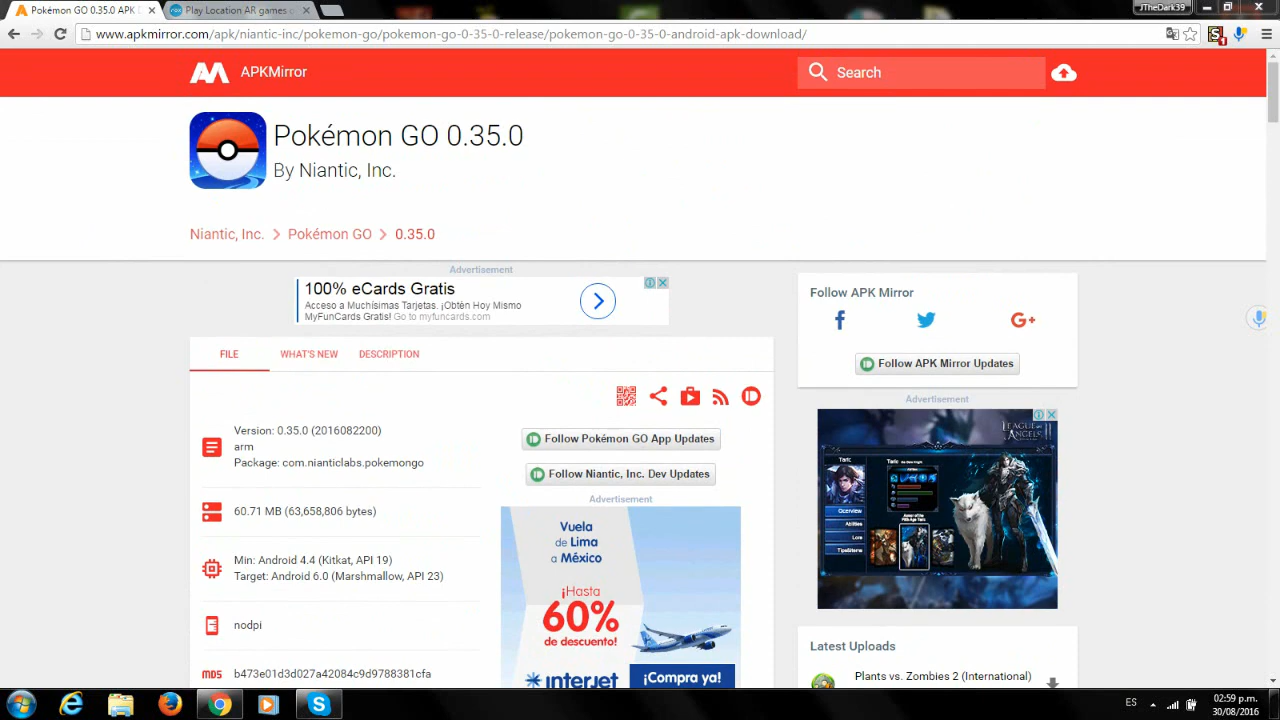 Pokémon GO 0.35.0 APK
Play Location AR games o
JTheDark39
www.apkmirror.com/apk/niantic-inc/pokemon-go/pokemon-go-0-35-0-release/pokemon-go-0-35-0-android-apk-download/
APKMirror
Search
Pokémon GO 0.35.0
By Niantic, Inc.
Niantic, Inc. > Pokémon GO > 0.35.0
Advertisement
100% eCards Gratis
Acceso a Muchísimas Tarjetas. ¡Obtén Hoy Mismo
MyFunCards Gratis! Go to myfuncards.com
Follow APK Mirror
G+
Follow APK Mirror Updates
FILE WHAT'S NEW DESCRIPTION
Advertisement
LEAGUE OF
ANGELS II
Taric
Overview
Abilities
Lore
Tips&Items
Version: 0.35.0 (2016082200)
arm
Package: com.nianticlabs.pokemongo
Follow Pokémon GO App Updates
Follow Niantic, Inc. Dev Updates
Advertisement
60.71 MB (63,658,806 bytes)
Min: Android 4.4 (Kitkat, API 19)
Target: Android 6.0 (Marshmallow, API 23)
nodpi
MD5 b473e01d3d027a42084c9d9788381cfa
Vuela
de Lima
a México
¡Hasta
60%
de descuento!
interjet
¡Compra ya!
Latest Uploads
Plants vs. Zombies 2 (International)
ES
02:59 p.m.
30/08/2016